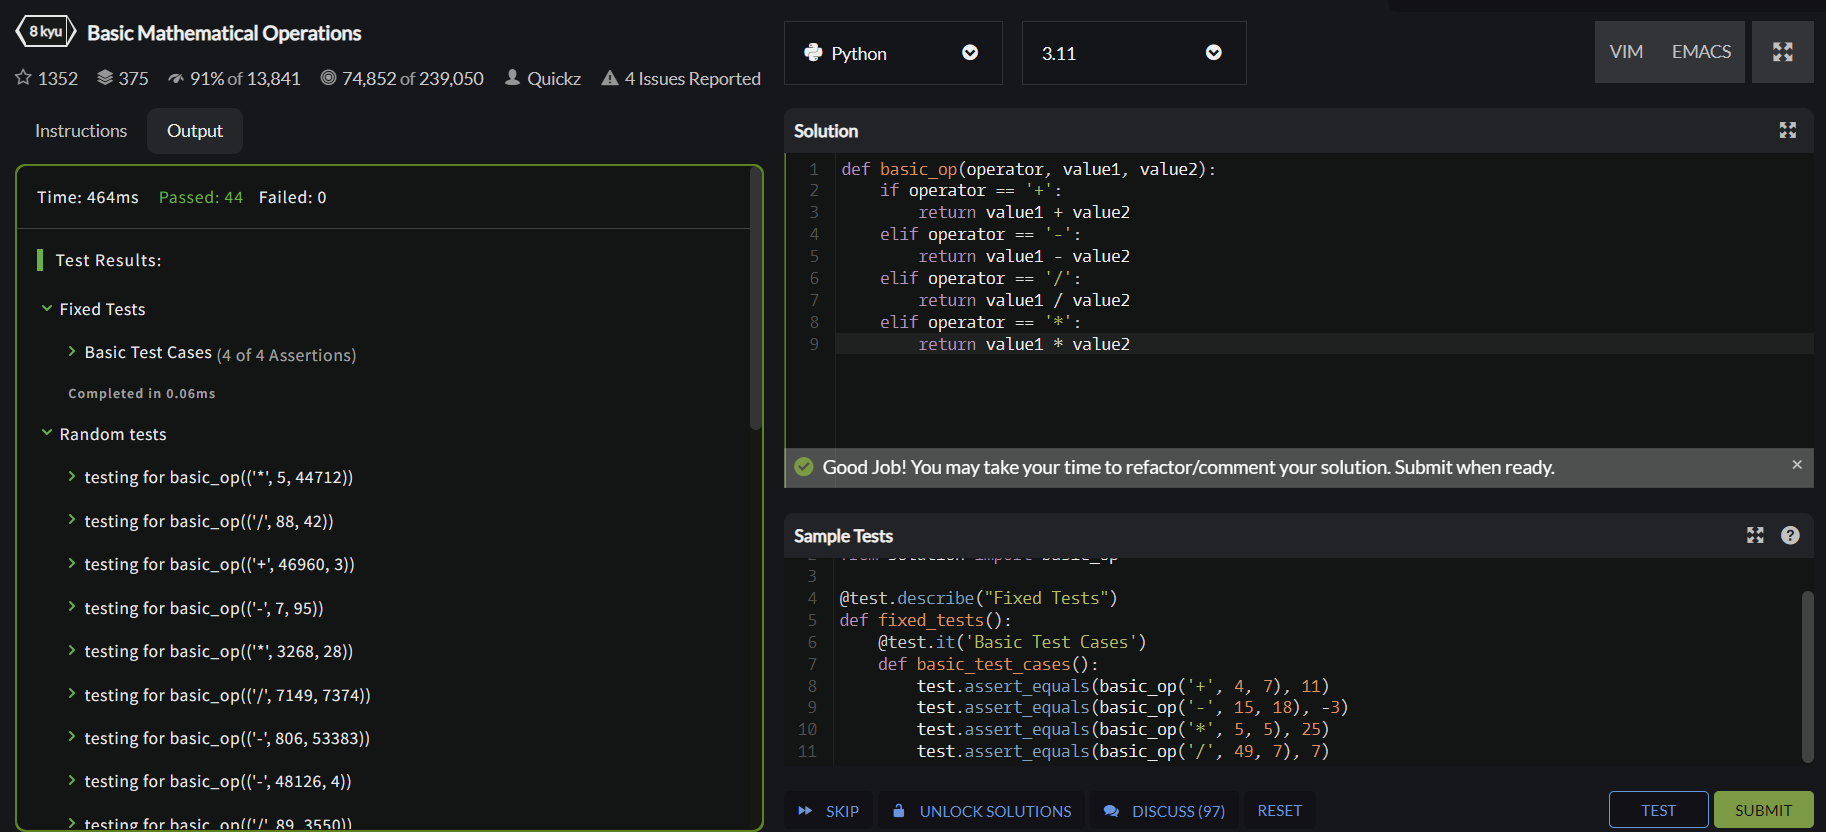 8 kyu Basic Mathematical Operations
1352 375 91% of 13,841 74,852 of 239,050 Quickz 4 Issues Reported
Instructions Output
Time: 464ms Passed: 44 Failed: 0
Test Results:
Fixed Tests
Basic Test Cases (4 of 4 Assertions)
Completed in 0.06ms
Random tests
testing for basic_op(('*', 5, 44712))
testing for basic_op(('/', 88, 42))
testing for basic_op(('+', 46960, 3))
testing for basic_op(('-', 7, 95))
testing for basic_op(('*', 3268, 28))
testing for basic_op(('/', 7149, 7374))
testing for basic_op(('-', 806, 53383))
testing for basic_op(('-', 48126, 4))
testing for basic_op(('/', 89, 3550))
Python 3.11 VIM EMACS
Solution
1 def basic_op(operator, value1, value2):
2 if operator == '+':
3 return value1 + value2
4 elif operator == '-':
5 return value1 - value2
6 elif operator == '/':
7 return value1 / value2
8 elif operator == '*':
9 return value1 * value2
Good Job! You may take your time to refactor/comment your solution. Submit when ready. ×
Sample Tests ?
2 from solution import basic_op
3
4 @test.describe("Fixed Tests")
5 def fixed_tests():
6 @test.it('Basic Test Cases')
7 def basic_test_cases():
8 test.assert_equals(basic_op('+', 4, 7), 11)
9 test.assert_equals(basic_op('-', 15, 18), -3)
10 test.assert_equals(basic_op('*', 5, 5), 25)
11 test.assert_equals(basic_op('/', 49, 7), 7)
SKIP UNLOCK SOLUTIONS DISCUSS (97) RESET TEST SUBMIT